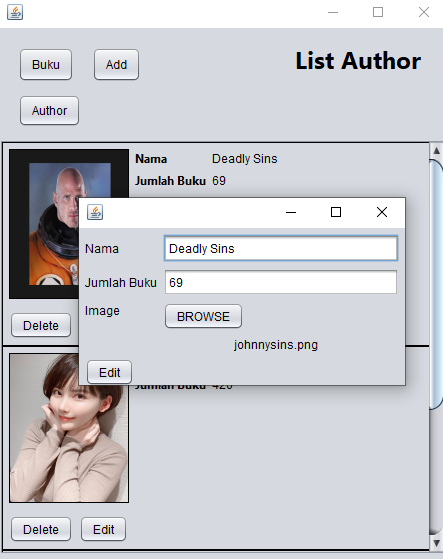 Buku
Add
List Author
Author
Nama Deadly Sins
Jumlah Buku 69
Nama Deadly Sins
Jumlah Buku 69
Image BROWSE
johnnysins.png
Edit
Delete
Jumlah Buku 420
Delete
Edit